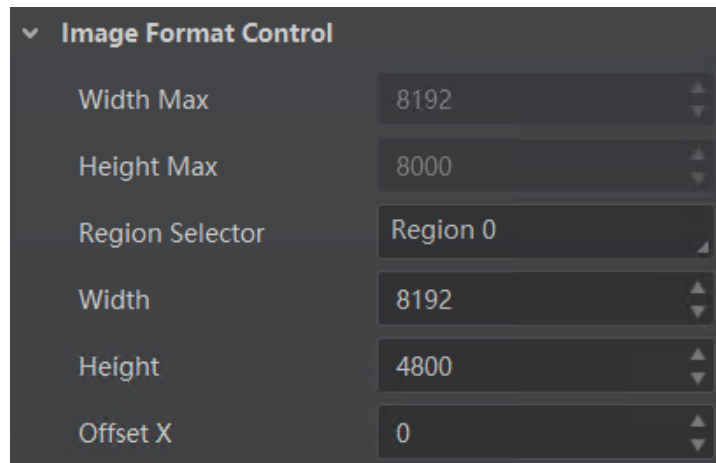 Image Format Control
Width Max 8192
Height Max 8000
Region Selector Region 0
Width 8192
Height 4800
Offset X 0